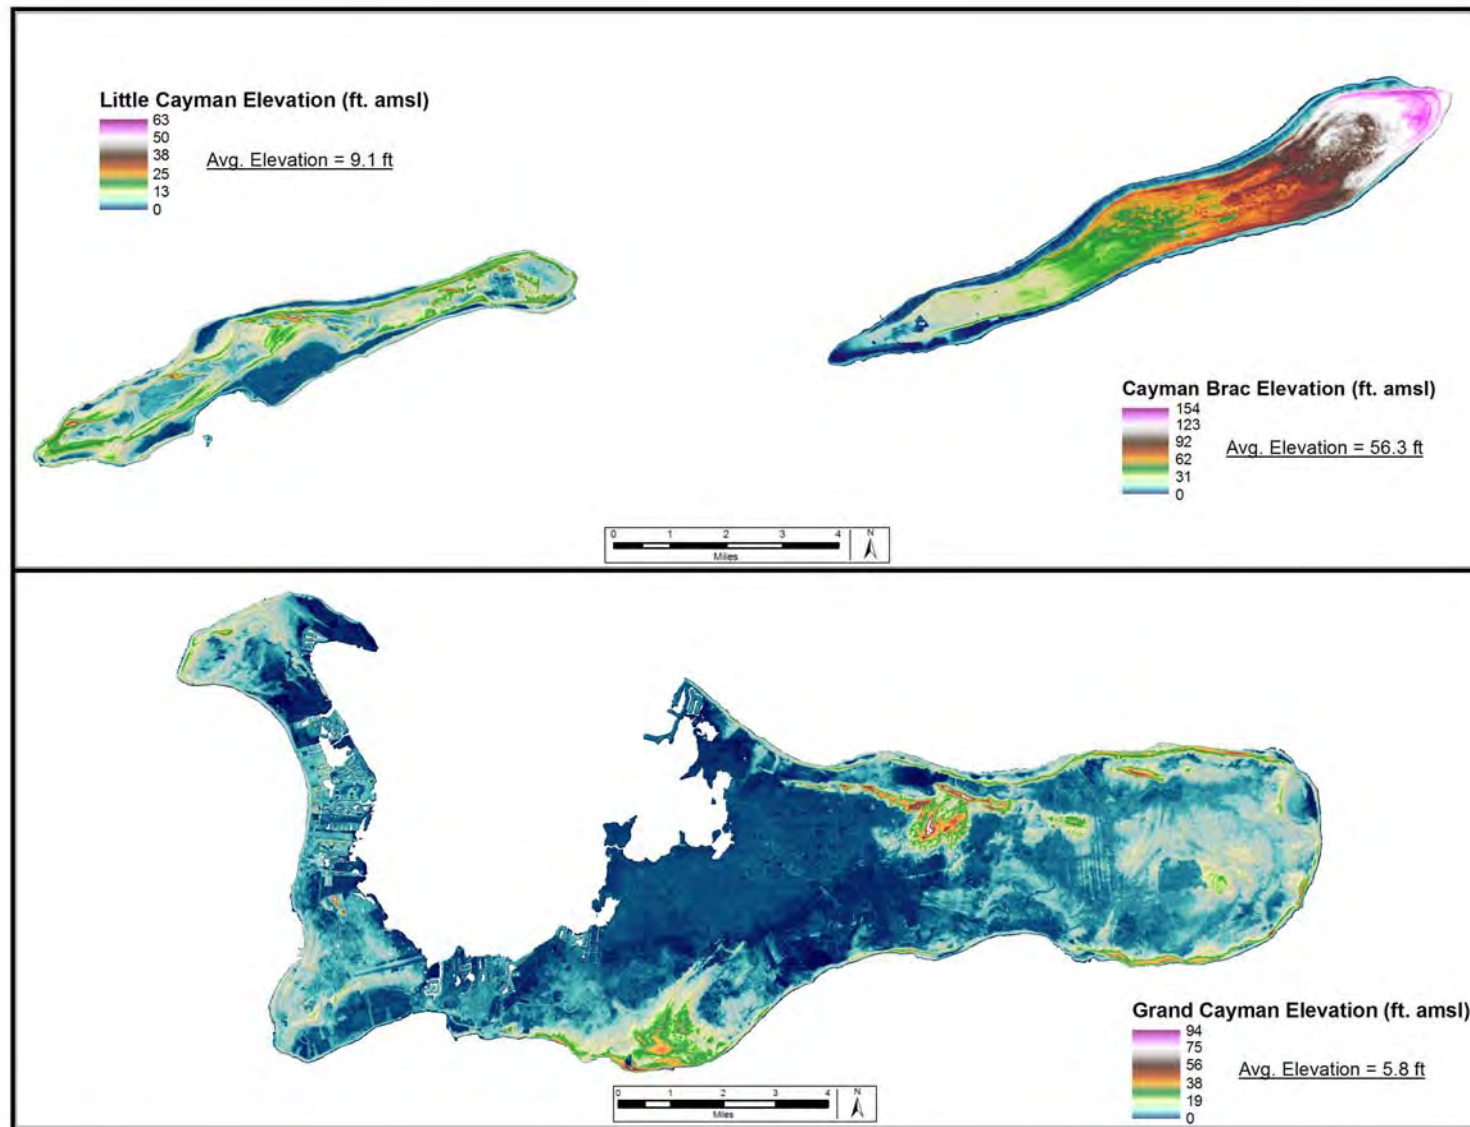 Little Cayman Elevation (ft. amsl)
63
50
38
25
13
0
Avg. Elevation = 9.1 ft
Cayman Brac Elevation (ft. amsl)
154
123
92
62
31
0
Avg. Elevation = 56.3 ft
0 1 2 3 4
Miles
N
Grand Cayman Elevation (ft. amsl)
94
75
56
38
19
0
Avg. Elevation = 5.8 ft
0 1 2 3 4
Miles
N